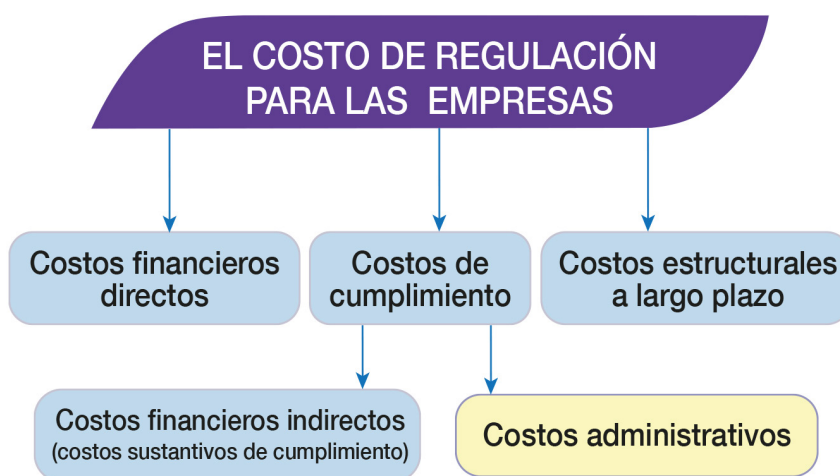 EL COSTO DE REGULACIÓN
PARA LAS EMPRESAS
Costos financieros
directos
Costos de
cumplimiento
Costos estructurales
a largo plazo
Costos financieros indirectos
(costos sustantivos de cumplimiento)
Costos administrativos